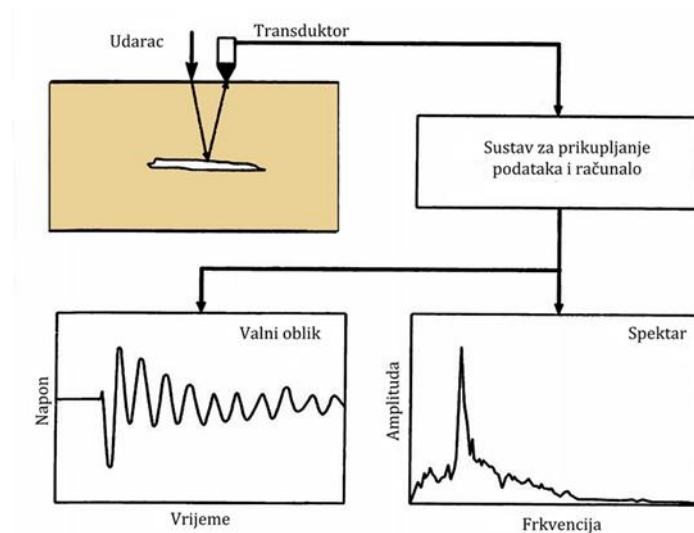 Transduktor
Udarac
Sustav za prikupljanje
podataka i računalo
Valni oblik
Napon
Vrijeme
Spektar
Amplituda
Frkvencija